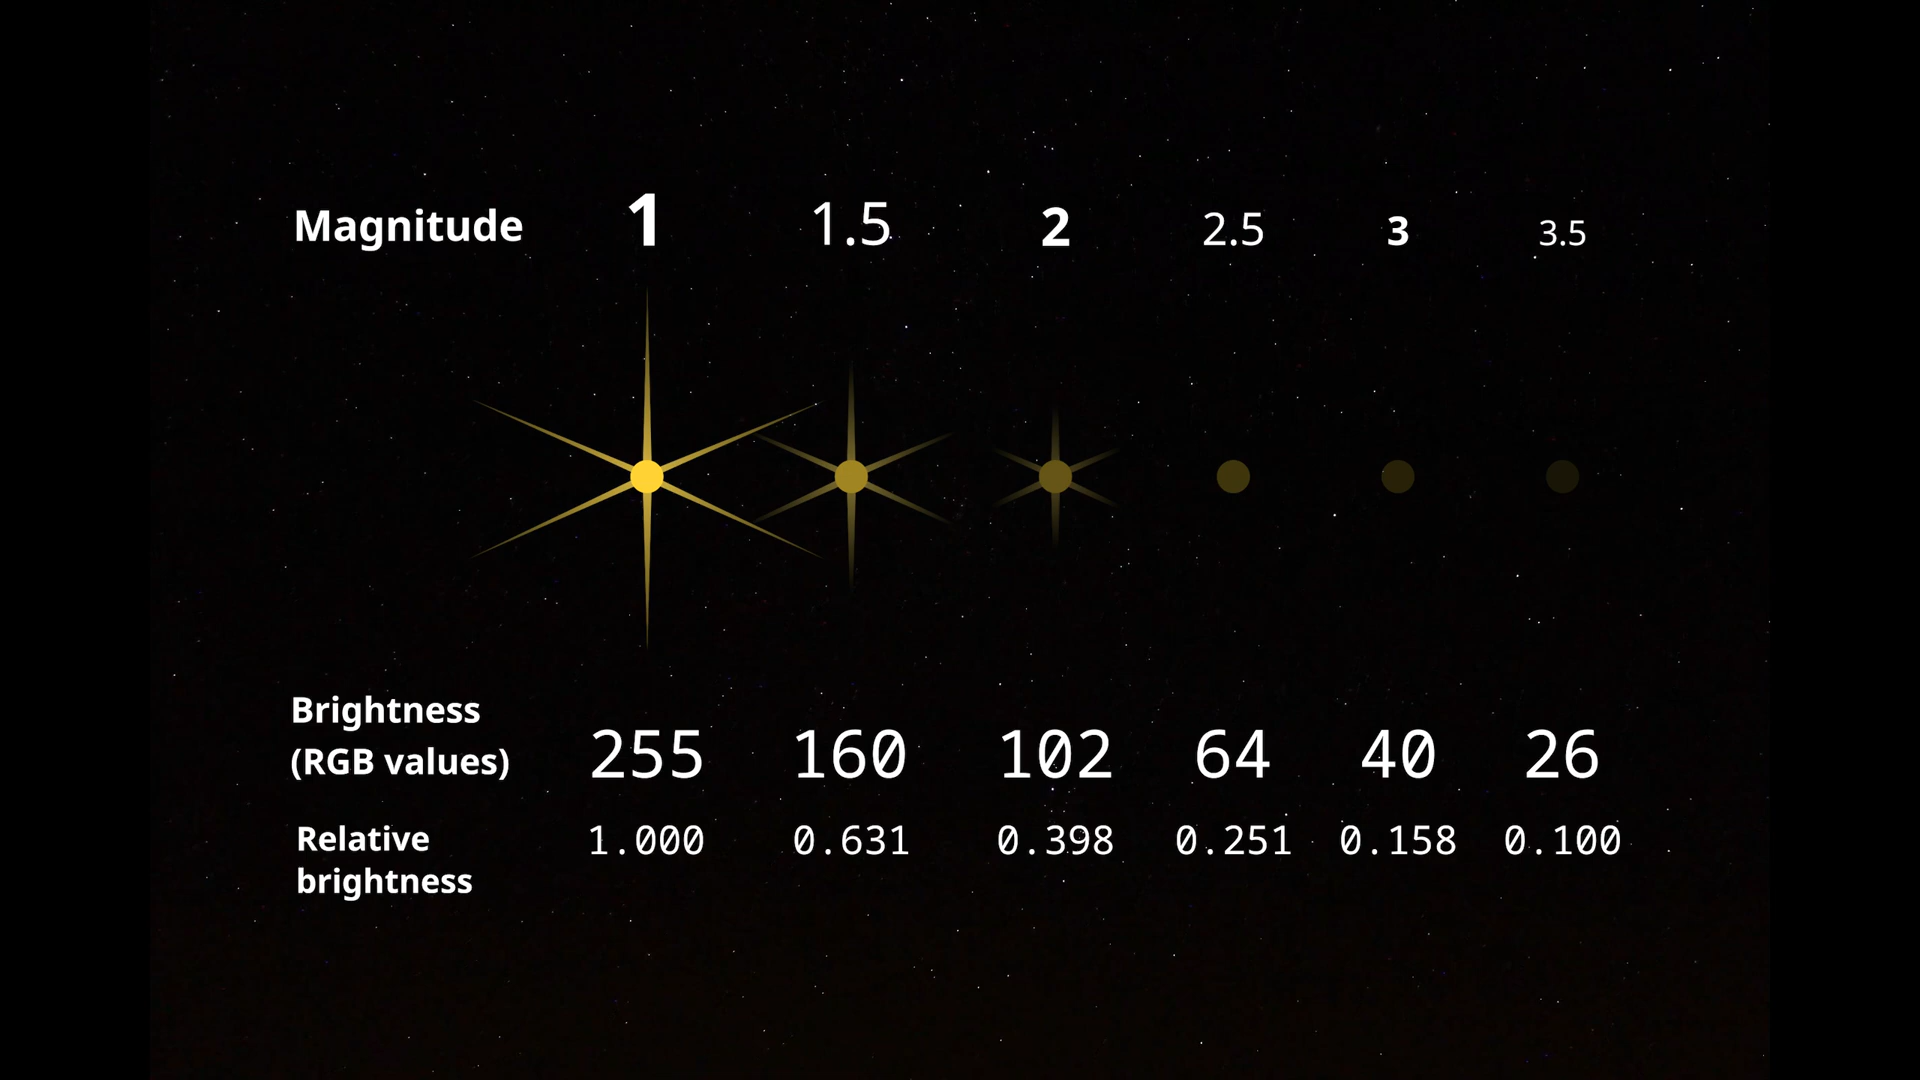 Magnitude 1 1.5 2 2.5 3 3.5
Brightness
(RGB values) 255 160 102 64 40 26
Relative 1.000 0.631 0.398 0.251 0.158 0.100
brightness